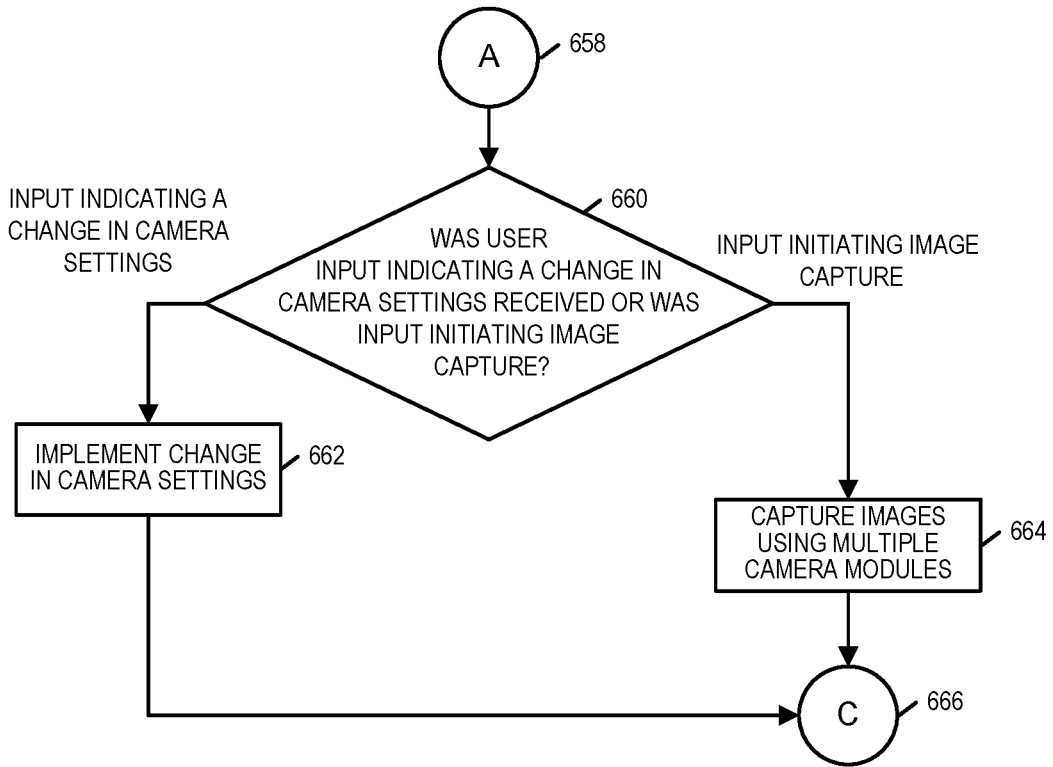 A
658
INPUT INDICATING A
CHANGE IN CAMERA
SETTINGS
660
WAS USER
INPUT INDICATING A CHANGE IN
CAMERA SETTINGS RECEIVED OR WAS
INPUT INITIATING IMAGE
CAPTURE?
INPUT INITIATING IMAGE
CAPTURE
IMPLEMENT CHANGE
IN CAMERA SETTINGS
662
CAPTURE IMAGES
USING MULTIPLE
CAMERA MODULES
664
C
666